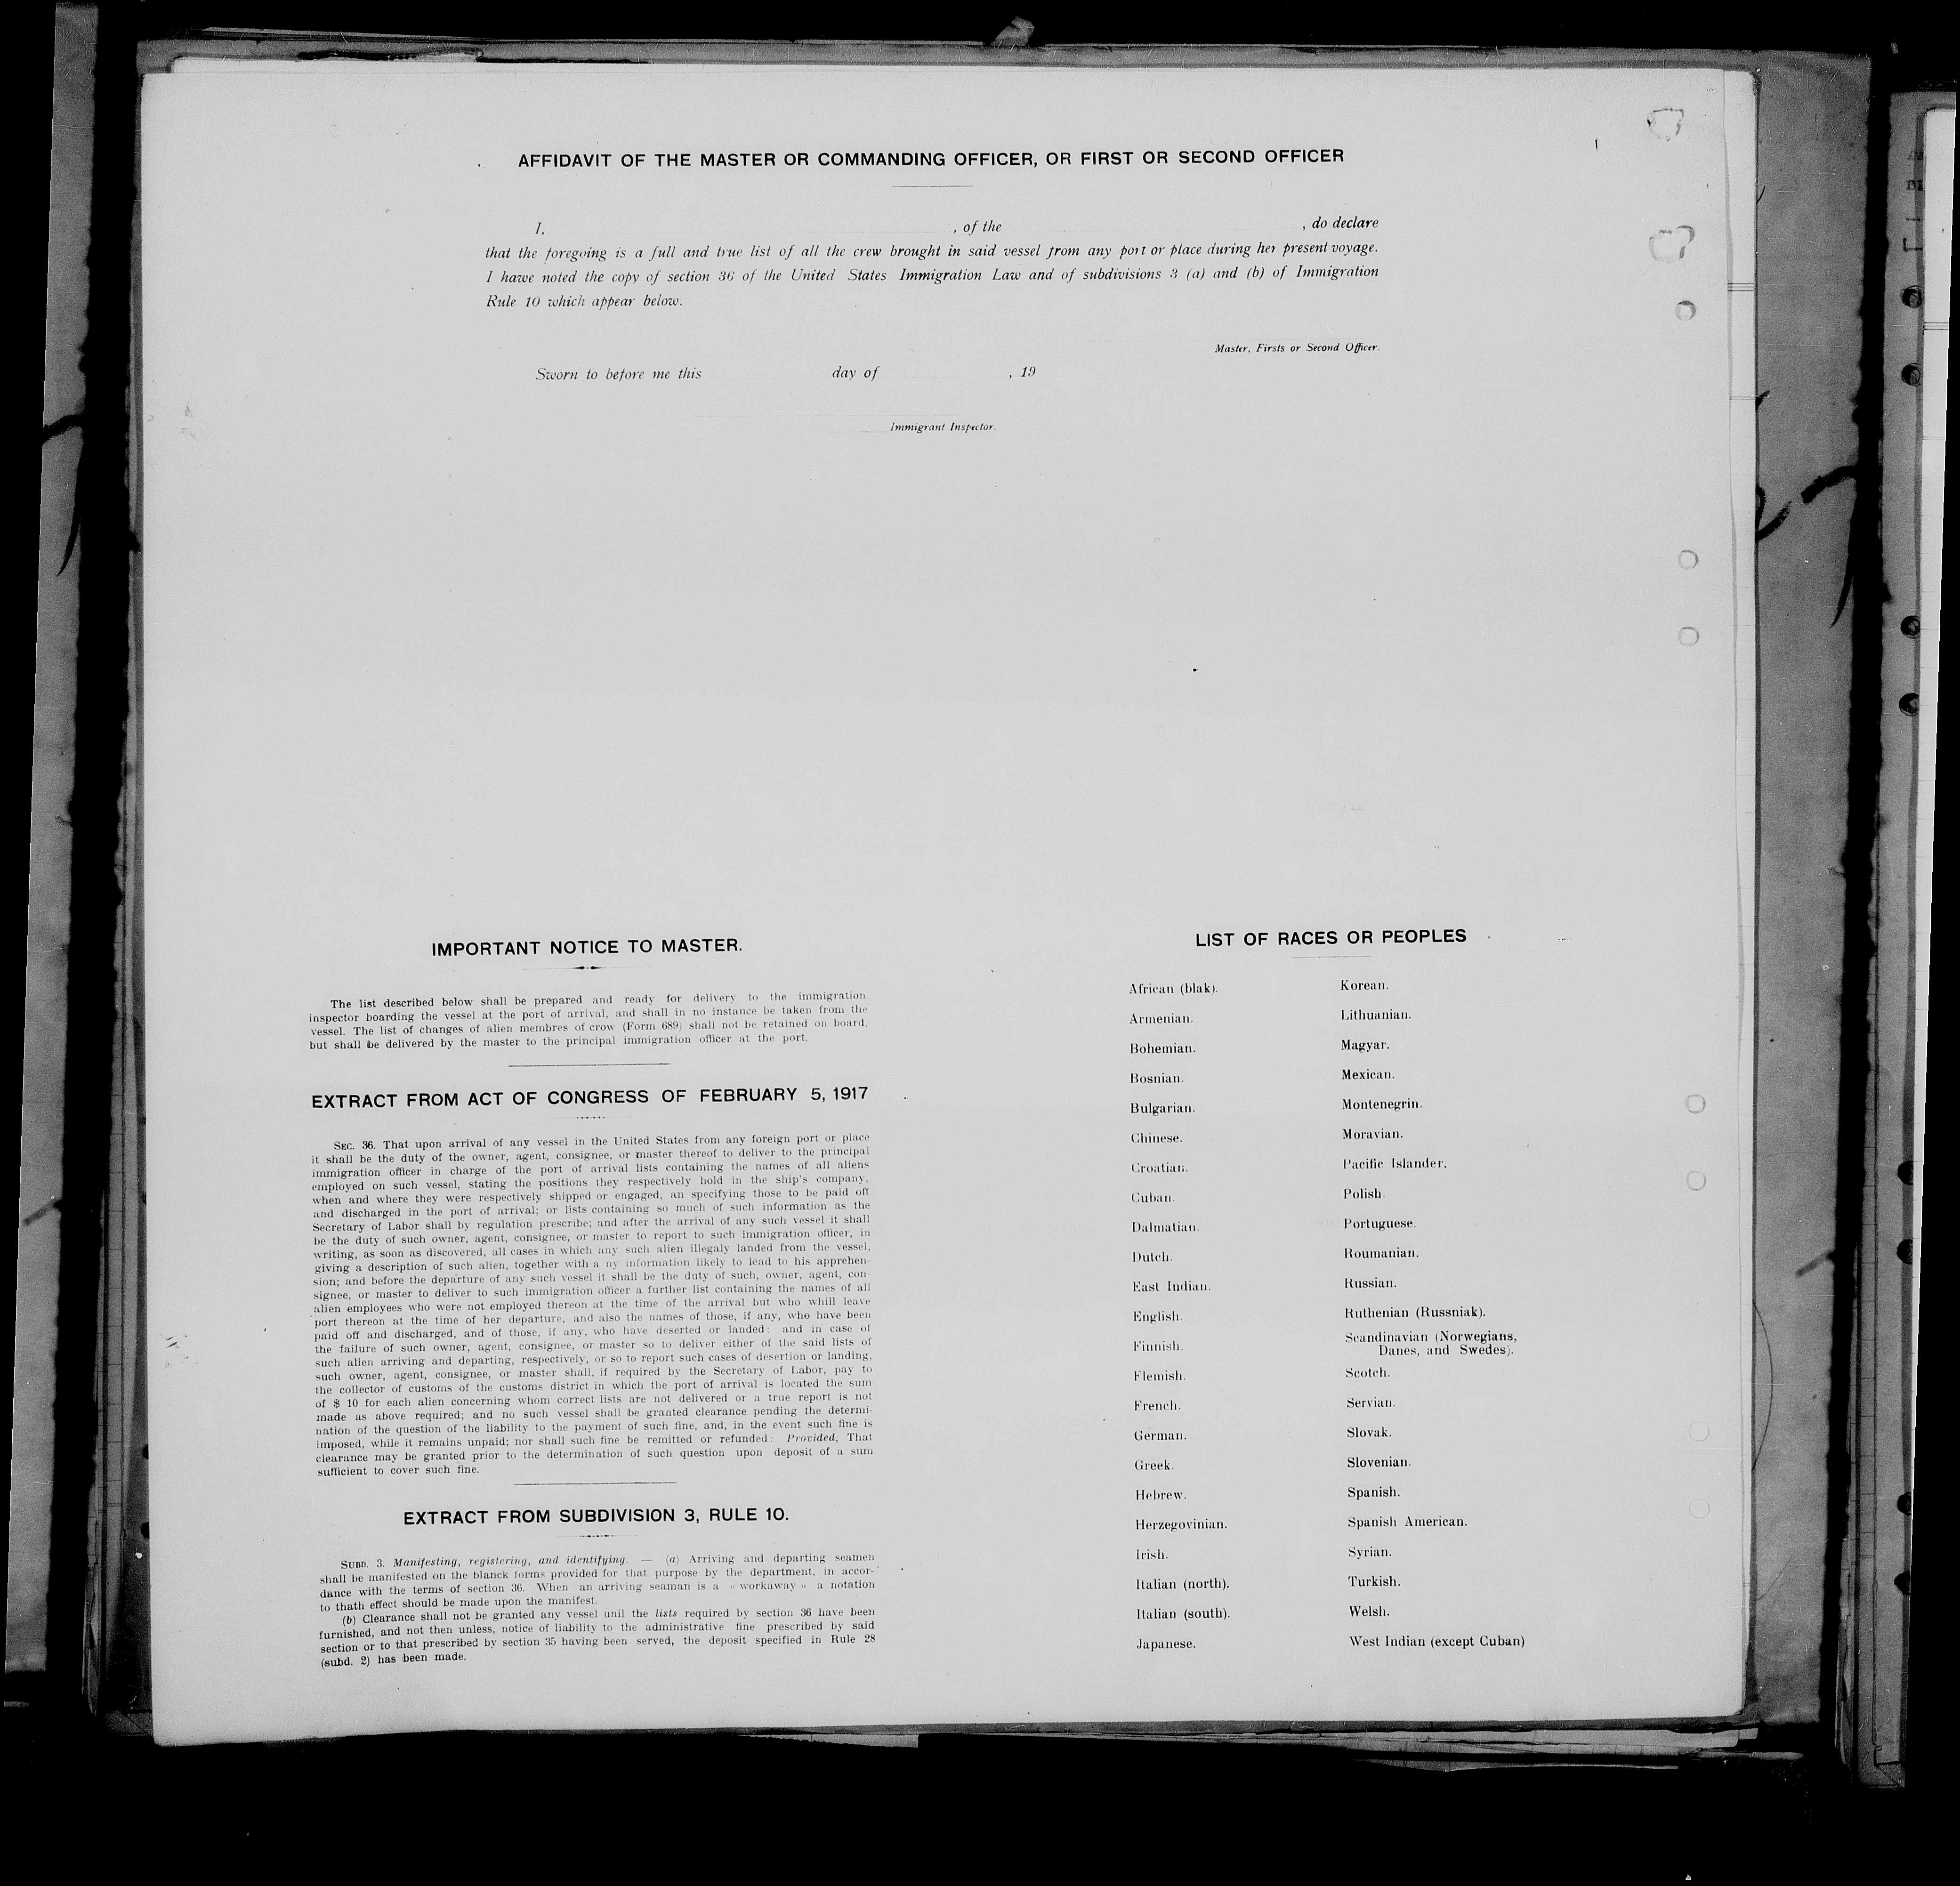 AFFIDAVIT OF THE MASTER OR COMMANDING OFFICER, OR FIRST OR SECOND OFFICER
I, , of the , do declare
that the foregoing is a full and true list of all the crew brought in said vessel from any port or place during her present voyage.
I hawe noted the copy of section 36 of the United States Immigration Law and of subdivisions 3 (a) and (b) of Immigration
Rule 10 which appear below.
Master, Firsts or Second Officer.
Sworn to before me this day of , 19
Immigrant Inspector.
IMPORTANT NOTICE TO MASTER.
The list described below shall be prepared and ready for delivery to the immigration
inspector boarding the vessel at the port of arrival, and shall in no instance be taken from the
vessel. The list of changes of alien membres of crow (Form 689) shall not be retained on board,
but shall be delivered by the master to the principal immigration officer at the port.
EXTRACT FROM ACT OF CONGRESS OF FEBRUARY 5, 1917
SEC. 36. That upon arrival of any vessel in the United States from any foreign port or place
it shall be the duty of the owner, agent, consignee, or master thereof to deliver to the principal
immigration officer in charge of the port of arrival lists containing the names of all aliens
employed on such vessel, stating the positions they respectively hold in the ship's company,
when and where they were respectively shipped or engaged, an specifying those to be paid off
and discharged in the port of arrival; or lists containing so much of such information as the
Secretary of Labor shall by regulation prescribe; and after the arrival of any such vessel it shall
be the duty of such owner, agent, consignee, or master to report to such immigration officer, in
writing, as soon as discovered, all cases in which any such alien illegaly landed from the vessel,
giving a description of such alien, together with a ny information likely to lead to his apprehen-
sion; and before the departure of any such vessel it shall be the duty of such, owner, agent, con-
signee, or master to deliver to such immigration officer a further list containing the names of all
alien employees who were not employed thereon at the time of the arrival but who whill leave
port thereon at the time of her departure, and also the names of those, if any, who have been
paid off and discharged, and of those, if any, who have deserted or landed: and in case of
the failure of such owner, agent, consignee, or master so to deliver either of the said lists of
such alien arriving and departing, respectively, or so to report such cases of desertion or landing,
such owner, agent, consignee, or master shall, if required by the Secretary of Labor, pay to
the collector of customs of the customs district in which the port of arrival is located the sum
of $ 10 for each alien concerning whom correct lists are not delivered or a true report is not
made as above required; and no such vessel shall be granted clearance pending the determi-
nation of the question of the liability to the payment of such fine, and, in the event such fine is
imposed, while it remains unpaid; nor shall such fine be remitted or refunded: Provided, That
clearance may be granted prior to the determination of such question upon deposit of a sum
sufficient to cover such fine.
EXTRACT FROM SUBDIVISION 3, RULE 10.
SUBD. 3. Manifesting, registering, and identifying. — (a) Arriving and departing seamen
shall be manifested on the blanck forms provided for that purpose by the department, in accor-
dance with the terms of section 36. When an arriving seaman is a « workaway » a notation
to thath effect should be made upon the manifest.
(b) Clearance shall not be granted any vessel unil the lists required by section 36 have been
furnished, and not then unless, notice of liability to the administrative fine prescribed by said
section or to that prescribed by section 35 having been served, the deposit specified in Rule 28
(subd. 2) has been made.
LIST OF RACES OR PEOPLES
African (blak).
Armenian.
Bohemian.
Bosnian.
Bulgarian.
Chinese.
Croatian.
Cuban.
Dalmatian.
Dutch.
East Indian.
English.
Finnish.
Flemish.
French.
German.
Greek.
Hebrew.
Herzegovinian.
Irish.
Italian (north).
Italian (south).
Japanese.
Korean.
Lithuanian.
Magyar.
Mexican.
Montenegrin.
Moravian.
Pacific Islander.
Polish.
Portuguese.
Roumanian.
Russian.
Ruthenian (Russniak).
Scandinavian (Norwegians,
Danes, and Swedes).
Scotch.
Servian.
Slovak.
Slovenian.
Spanish.
Spanish American.
Syrian.
Turkish.
Welsh.
West Indian (except Cuban)